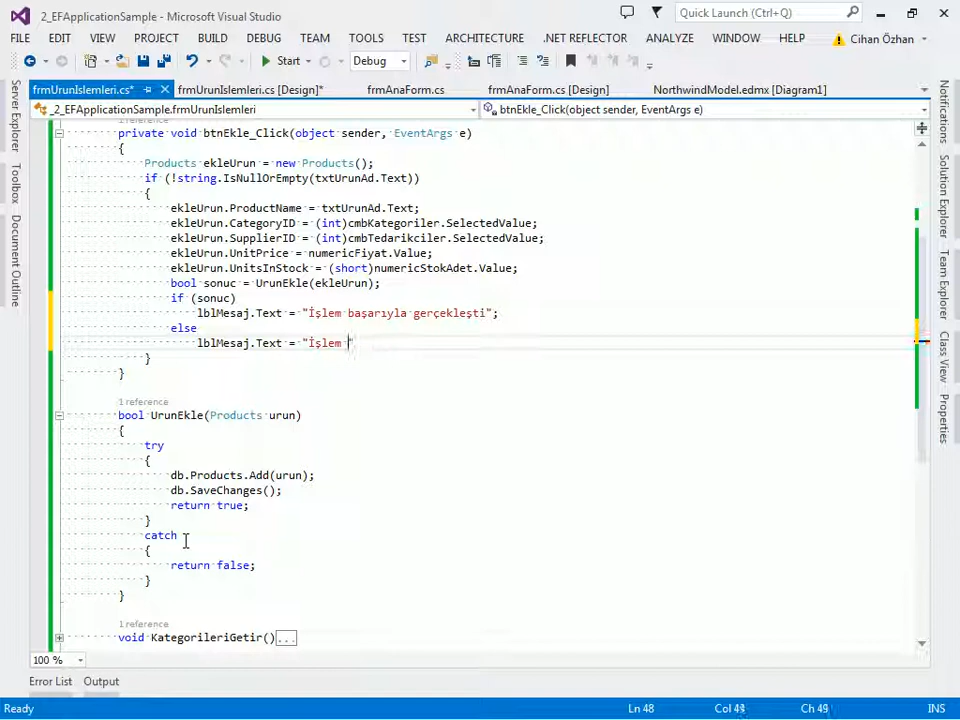 2_EFApplicationSample - Microsoft Visual Studio
Quick Launch (Ctrl+Q)
FILE EDIT VIEW PROJECT BUILD DEBUG TEAM TOOLS TEST ARCHITECTURE .NET REFLECTOR ANALYZE WINDOW HELP Cihan Özhan
Start Debug
frmUrunIslemleri.cs* frmUrunIslemleri.cs [Design]* frmAnaForm.cs frmAnaForm.cs [Design] NorthwindModel.edmx [Diagram1]
_2_EFApplicationSample.frmUrunIslemleri btnEkle_Click(object sender, EventArgs e)
1 reference
private void btnEkle_Click(object sender, EventArgs e)
{
Products ekleUrun = new Products();
if (!string.IsNullOrEmpty(txtUrunAd.Text))
{
ekleUrun.ProductName = txtUrunAd.Text;
ekleUrun.CategoryID = (int)cmbKategoriler.SelectedValue;
ekleUrun.SupplierID = (int)cmbTedarikciler.SelectedValue;
ekleUrun.UnitPrice = numericFiyat.Value;
ekleUrun.UnitsInStock = (short)numericStokAdet.Value;
bool sonuc = UrunEkle(ekleUrun);
if (sonuc)
lblMesaj.Text = "İşlem başarıyla gerçekleşti";
else
lblMesaj.Text = "İşlem "
}
}
1 reference
bool UrunEkle(Products urun)
{
try
{
db.Products.Add(urun);
db.SaveChanges();
return true;
}
catch
{
return false;
}
}
1 reference
void KategorileriGetir()...
100 %
Error List Output
Ready Ln 48 Col 49 Ch 49 INS
Server Explorer
Toolbox
Document Outline
Notifications
Solution Explorer
Team Explorer
Class View
Properties